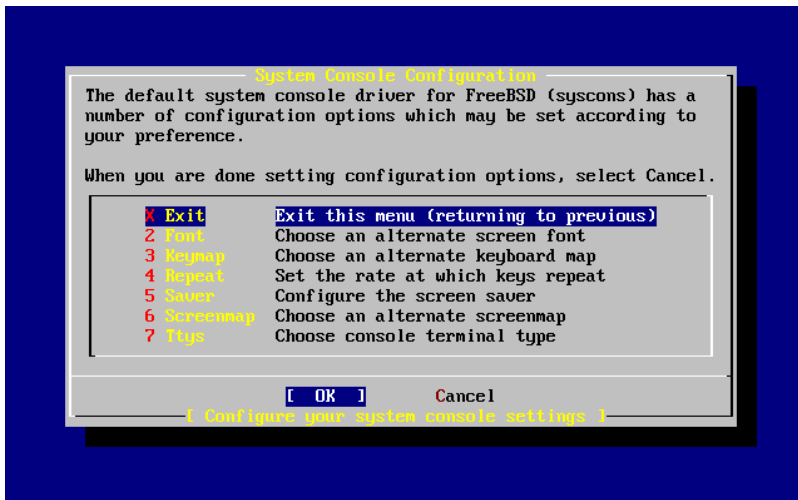 System Console Configuration
The default system console driver for FreeBSD (syscons) has a
number of configuration options which may be set according to
your preference.
When you are done setting configuration options, select Cancel.
X Exit Exit this menu (returning to previous)
2 Font Choose an alternate screen font
3 Keymap Choose an alternate keyboard map
4 Repeat Set the rate at which keys repeat
5 Saver Configure the screen saver
6 Screenmap Choose an alternate screenmap
7 Ttys Choose console terminal type
[ OK ] Cancel
[ Configure your system console settings ]